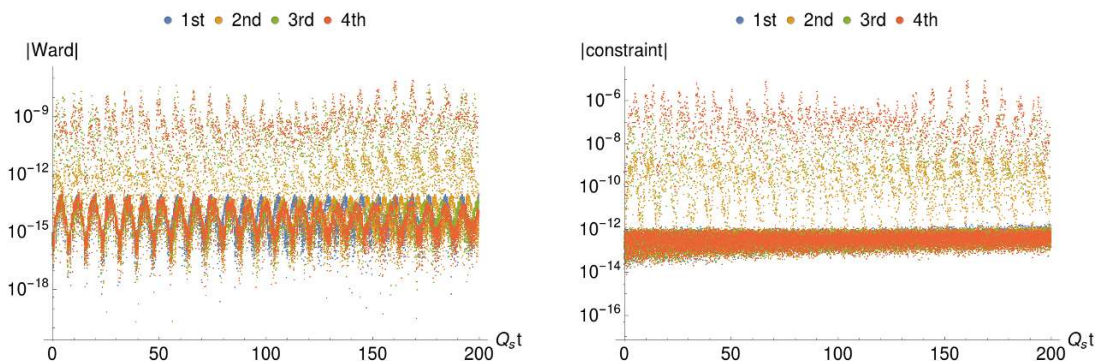 1st 2nd 3rd 4th
|Ward|
10⁻⁹
10⁻¹²
10⁻¹⁵
10⁻¹⁸
0 50 100 150 200
Qₛt
1st 2nd 3rd 4th
|constraint|
10⁻⁶
10⁻⁸
10⁻¹⁰
10⁻¹²
10⁻¹⁴
10⁻¹⁶
0 50 100 150 200
Qₛt